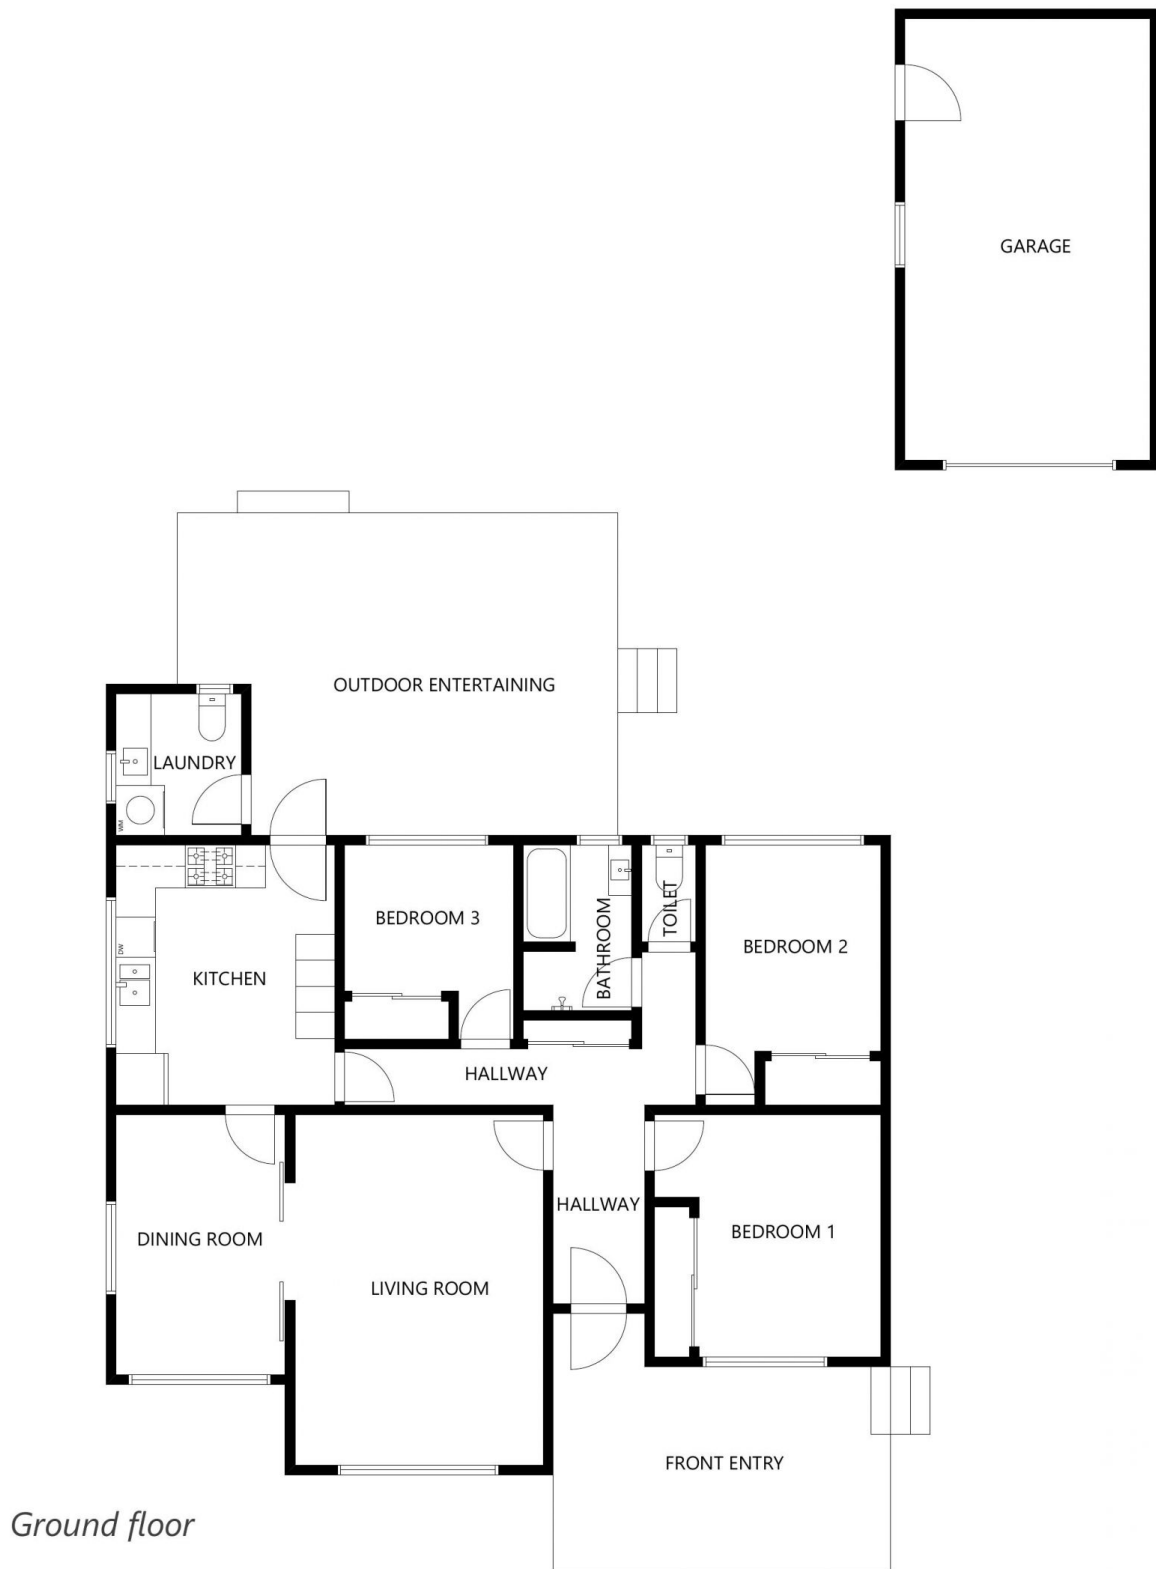 GARAGE
OUTDOOR ENTERTAINING
LAUNDRY
WM
BEDROOM 3
TOILET
BATHROOM
BEDROOM 2
DW
KITCHEN
HALLWAY
HALLWAY
BEDROOM 1
DINING ROOM
LIVING ROOM
FRONT ENTRY
Ground floor